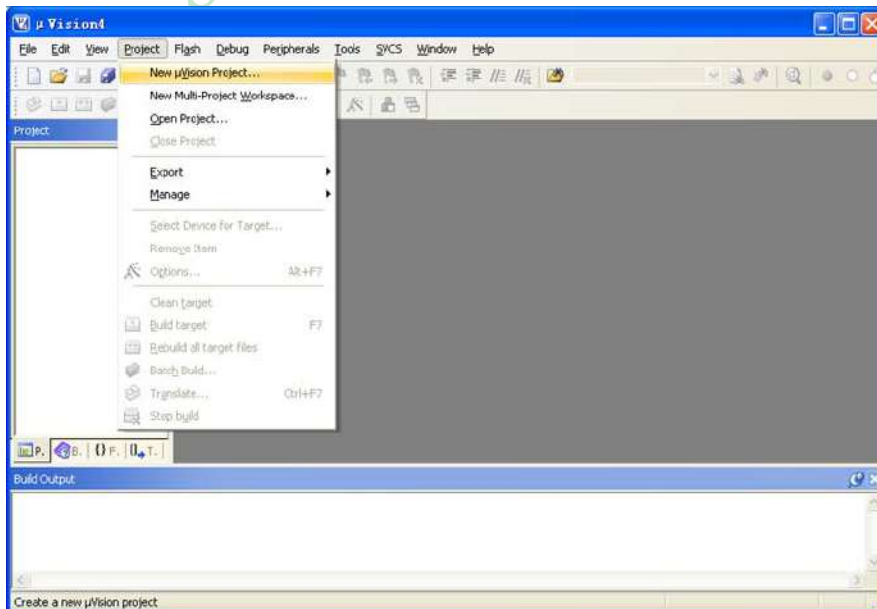 µ Vision4
File Edit View Project Flash Debug Peripherals Tools SVCS Window Help
New µVision Project...
New Multi-Project Workspace...
Open Project...
Close Project
Export
Manage
Select Device for Target...
Remove Item
Options... Alt+F7
Clean target
Build target F7
Rebuild all target files
Batch Build...
Translate... Ctrl+F7
Stop build
Project
P. B. {} F. 0 T.
Build Output
Create a new µVision project